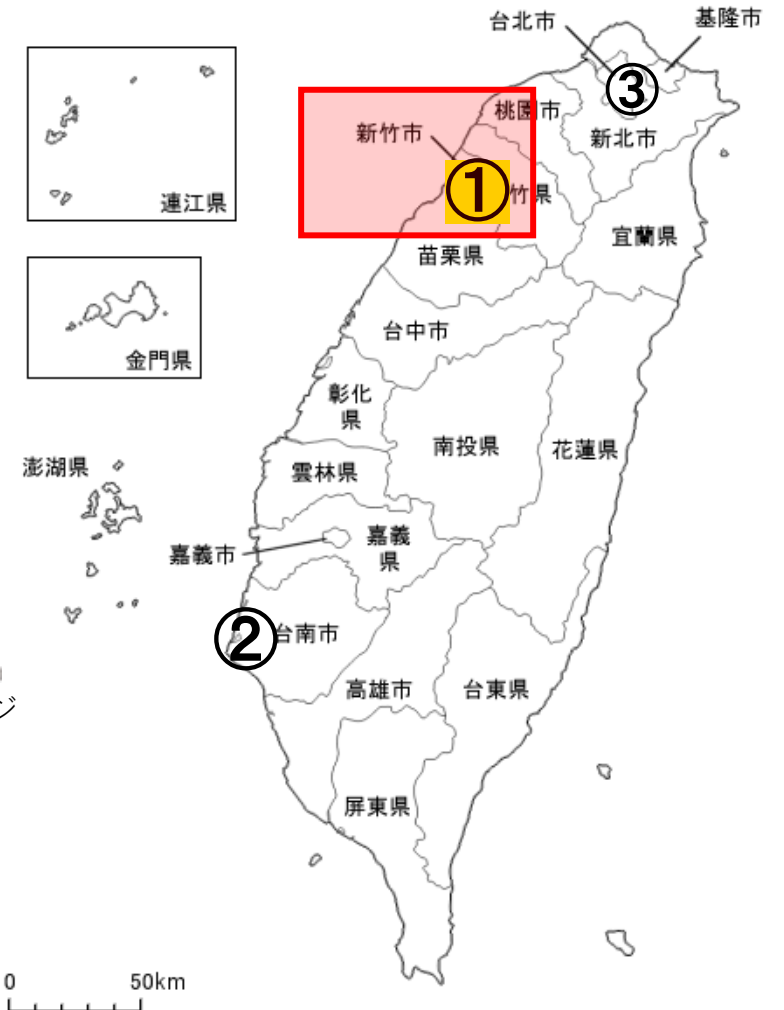 台北市
基隆市
③
桃園市
新竹市
新北市
連江県
①
竹県
宜蘭県
苗栗県
台中市
金門県
彰化
県
南投県
花蓮県
澎湖県
雲林県
嘉義
県
嘉義市
②
台南市
高雄市
台東県
ジ
屏東県
0
50km